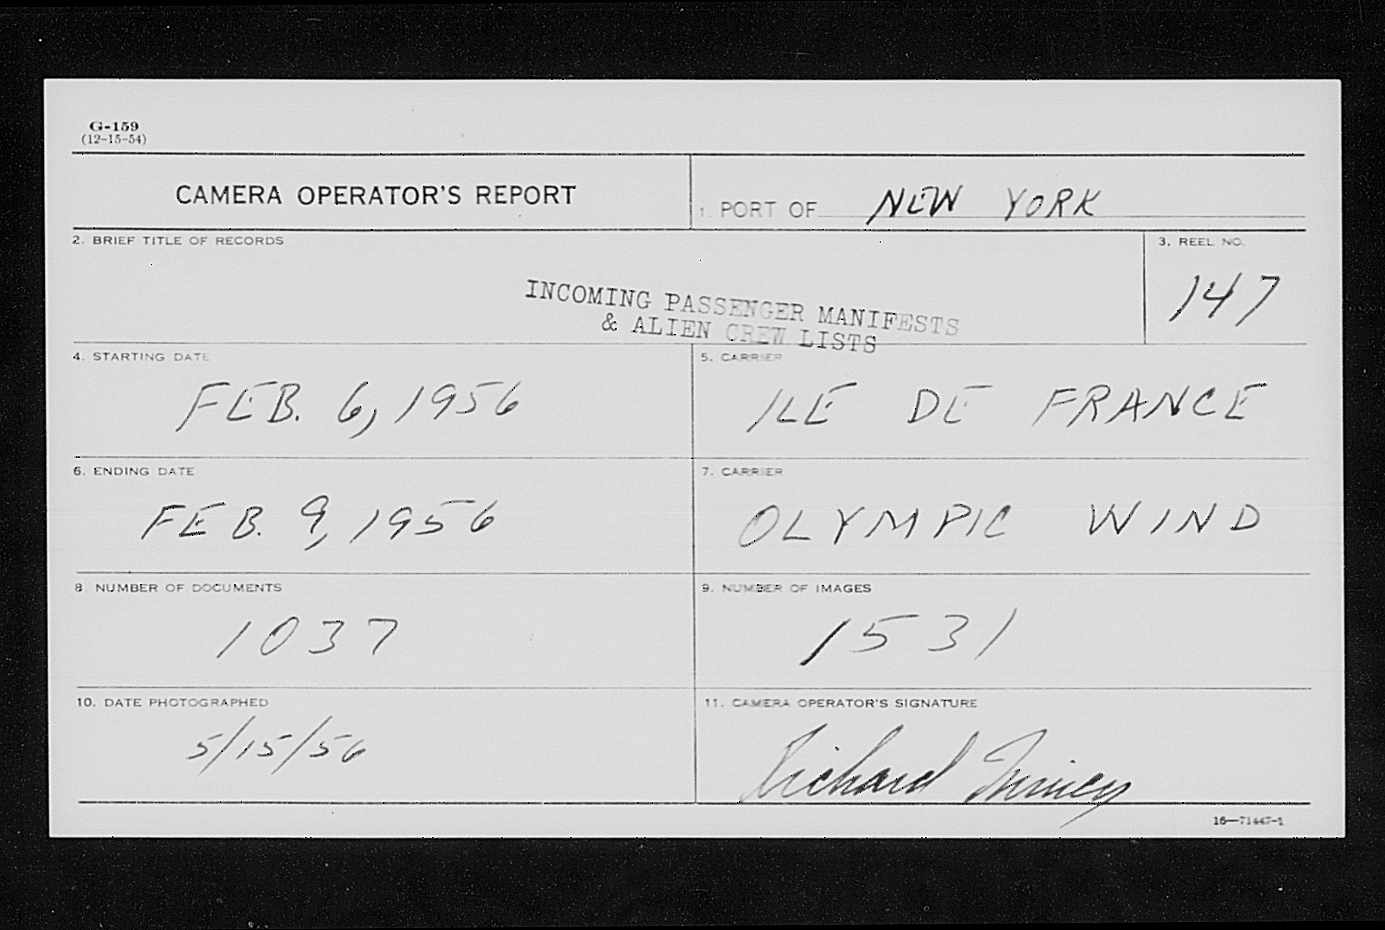 G-159
(12-15-54)
CAMERA OPERATOR'S REPORT
1. PORT OF NEW YORK
2. BRIEF TITLE OF RECORDS
INCOMING PASSENGER MANIFESTS
& ALIEN CREW LISTS
3. REEL NO.
147
4. STARTING DATE
FEB. 6, 1956
5. CARRIER
ILE DE FRANCE
6. ENDING DATE
FEB. 9, 1956
7. CARRIER
OLYMPIC WIND
8. NUMBER OF DOCUMENTS
1037
9. NUMBER OF IMAGES
1531
10. DATE PHOTOGRAPHED
5/15/56
11. CAMERA OPERATOR'S SIGNATURE
Richard
16—71447-1